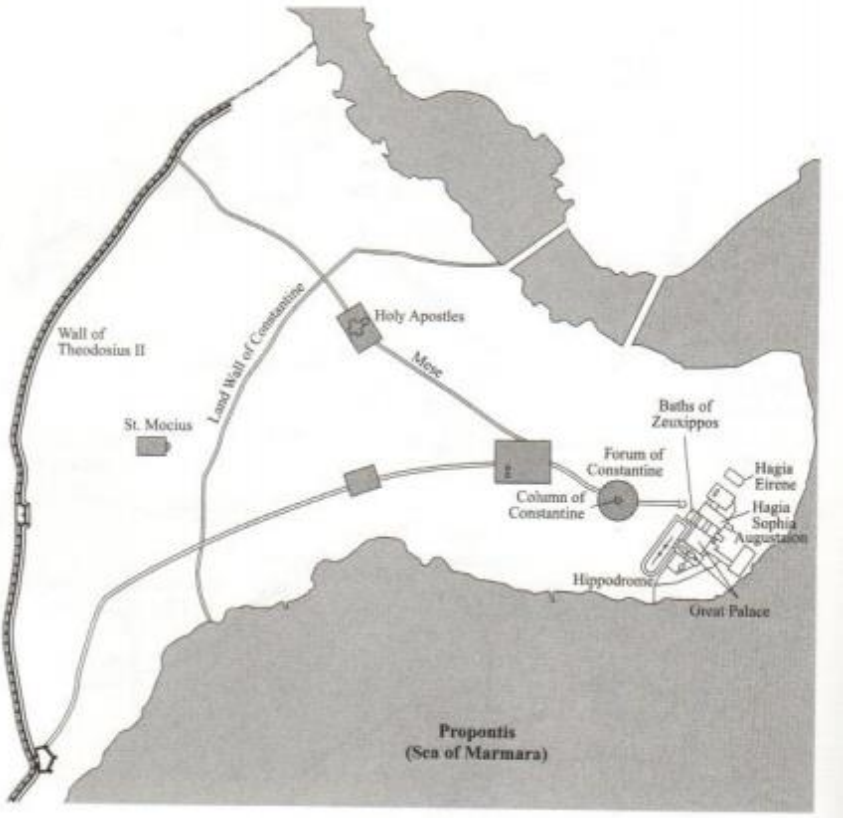 Holy Apostles
Wall of
Theodosius II
Land Wall of Constantine
Mese
St. Mocius
Baths of
Zeuxippos
Forum of
Constantine
Column of
Constantine
Hagia
Eirene
Hagia
Sophia
Augustaion
Hippodrome
Great Palace
Propontis
(Sea of Marmara)